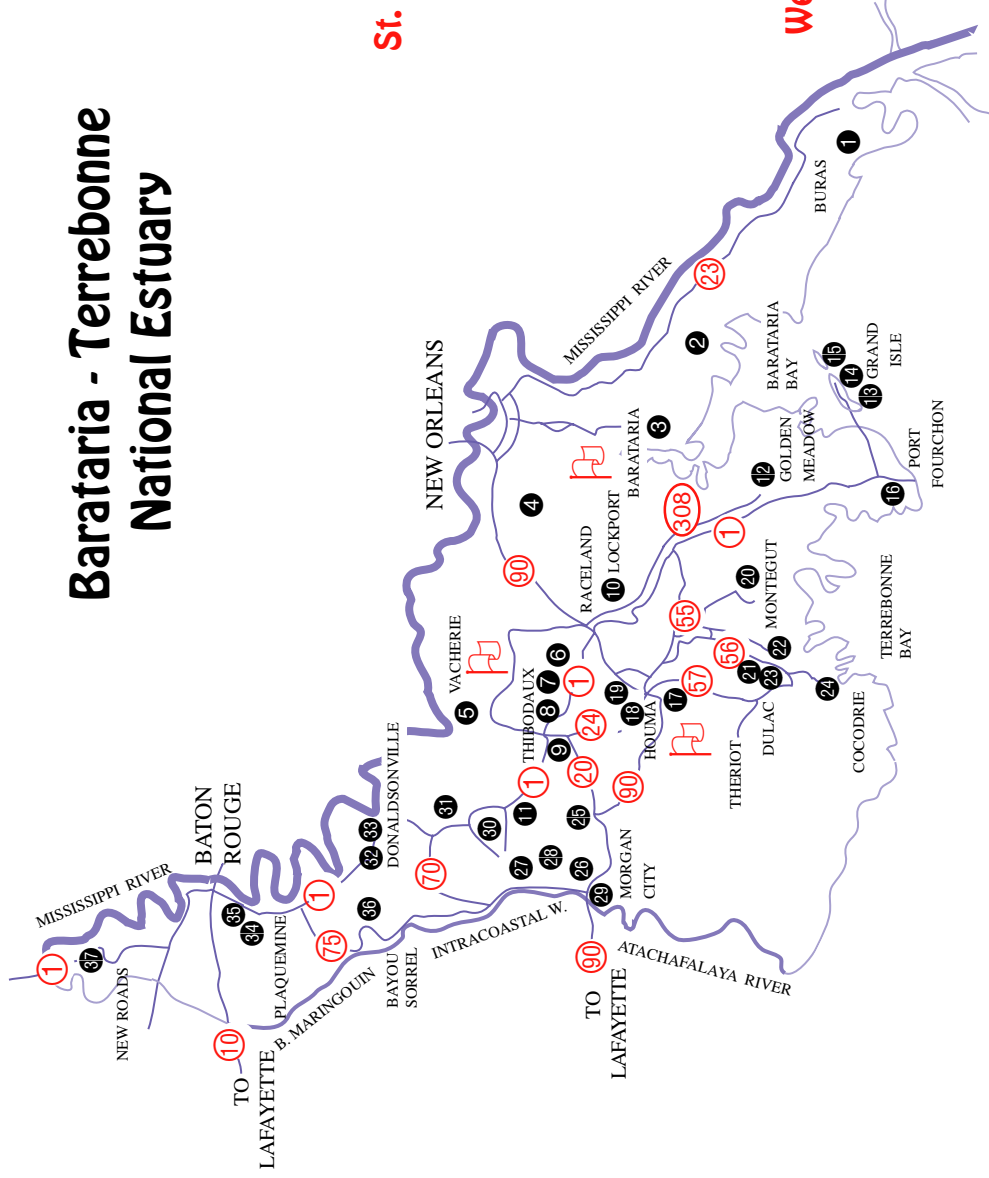 Barataria - Terrebonne
National Estuary
St.
We
MISSISSIPPI RIVER
BATON
ROUGE
NEW ROADS
PLAQUEMINE
TO
LAFAYETTE
B. MARINGOUIN
BAYOU
SORREL
INTRACOASTAL W.
DONALDSONVILLE
VACHERIE
THIBODAUX
NEW ORLEANS
MISSISSIPPI RIVER
RACELAND
LOCKPORT
BARATARIA
BARATARIA
BAY
BURAS
GRAND
ISLE
GOLDEN
MEADOW
PORT
FOURCHON
MONTEGUT
TERREBONNE
BAY
HOUMA
THERIOT
DULAC
COCODRIE
MORGAN
CITY
TO
LAFAYETTE
ATACHAFALAYA RIVER
1
10
75
1
70
1
20
24
1
90
90
90
57
56
55
308
1
23
1
2
3
4
5
6
7
8
9
10
11
12
13
14
15
16
17
18
19
20
21
22
23
24
25
26
27
28
29
30
31
32
33
34
35
36
37